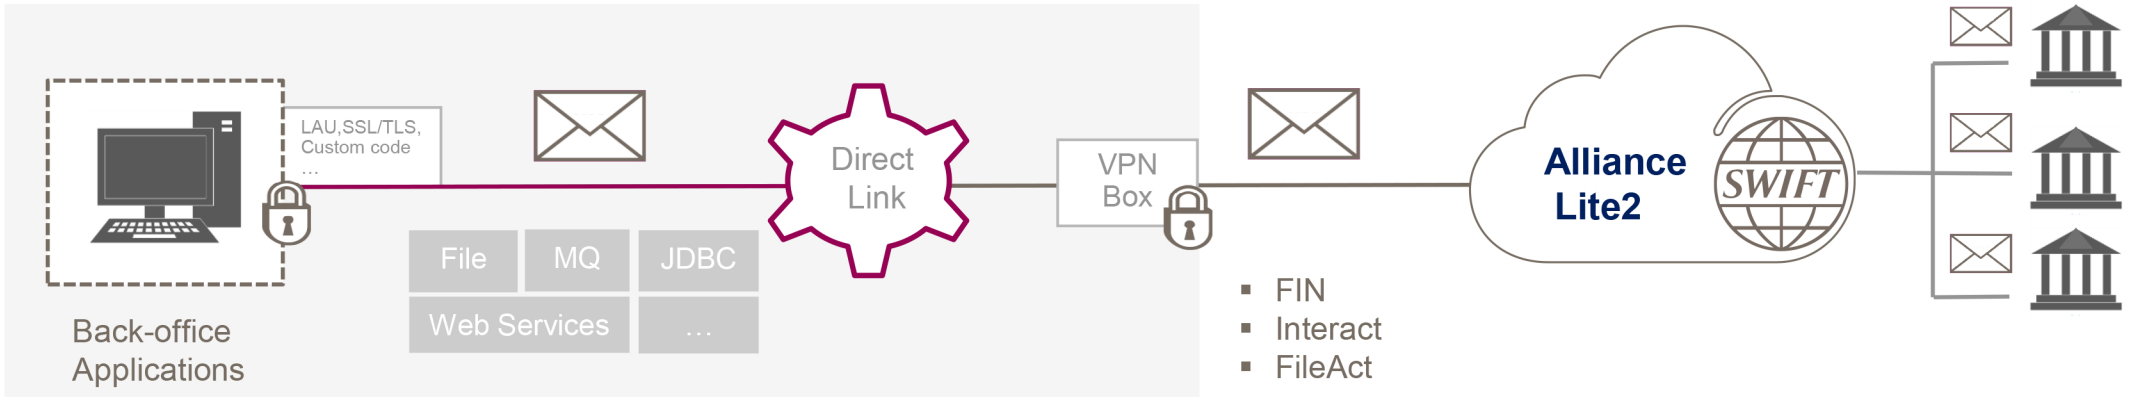 LAU,SSL/TLS,
Custom code
...
Direct
Link
VPN
Box
Alliance
Lite2
SWIFT
File
MQ
JDBC
Web Services
...
Back-office
Applications
▪ FIN
▪ Interact
▪ FileAct